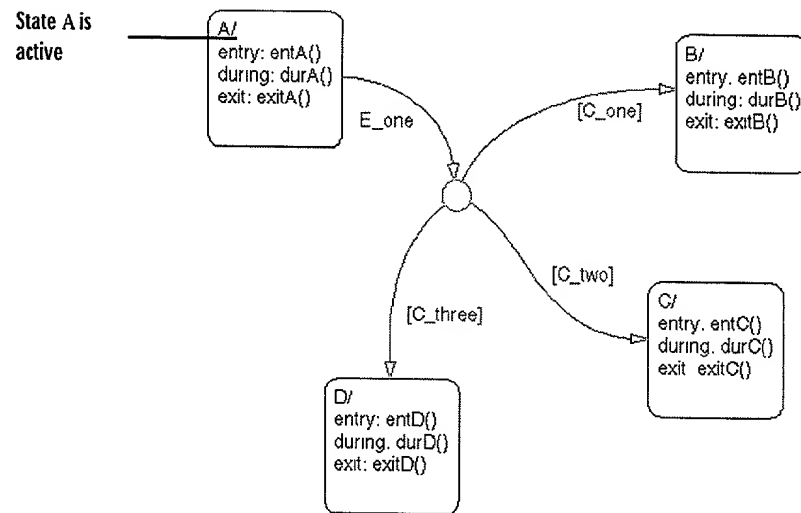 State A is
active
A/
entry: entA()
during: durA()
exit: exitA()
E_one
[C_one]
B/
entry. entB()
during: durB()
exit: exitB()
[C_two]
C/
entry. entC()
during. durC()
exit exitC()
[C_three]
D/
entry: entD()
during. durD()
exit: exitD()